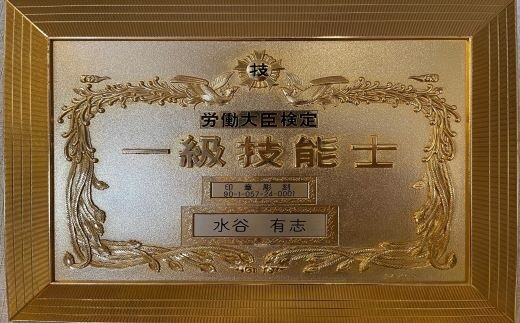 技
労働大臣検定
一級技能士
印章彫刻
90-1-057-24-0001
水谷 有志